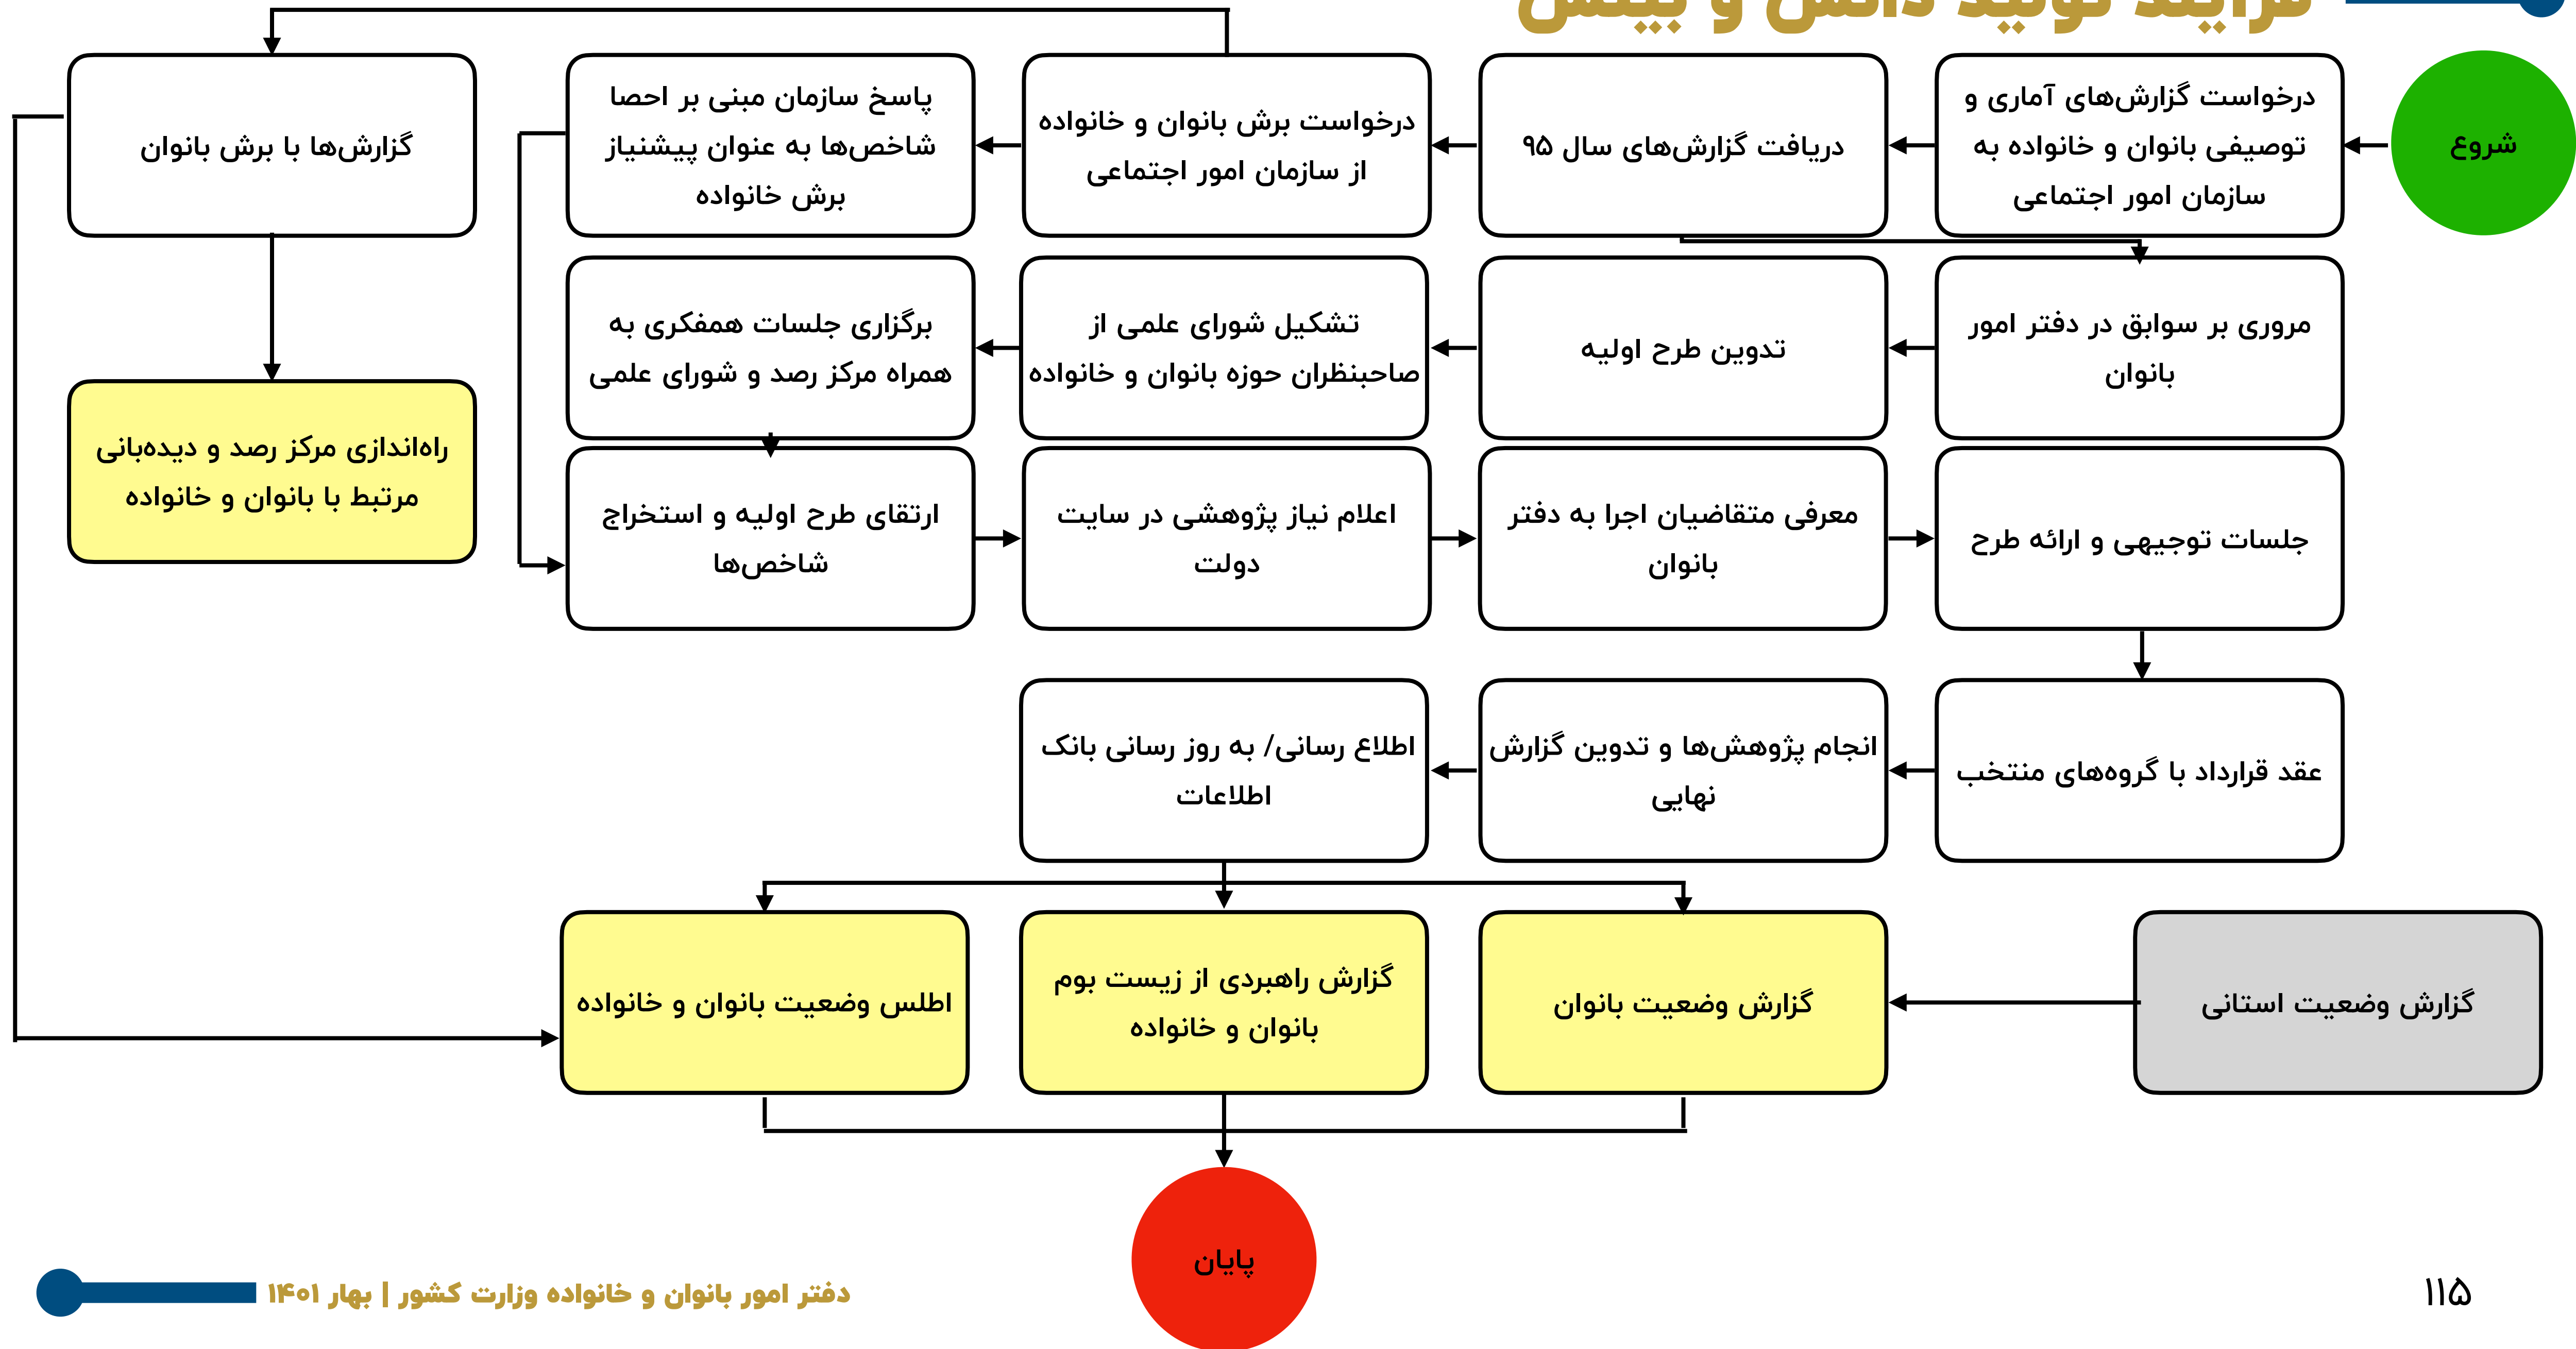 فرایند تولید دانش و بینش
شروع
درخواست گزارش‌های آماری و
توصیفی بانوان و خانواده به
سازمان امور اجتماعی
دریافت گزارش‌های سال ۹۵
درخواست برش بانوان و خانواده
از سازمان امور اجتماعی
پاسخ سازمان مبنی بر احصا
شاخص‌ها به عنوان پیشنیاز
برش خانواده
گزارش‌ها با برش بانوان
مروری بر سوابق در دفتر امور
بانوان
تدوین طرح اولیه
تشکیل شورای علمی از
صاحبنظران حوزه بانوان و خانواده
برگزاری جلسات همفکری به
همراه مرکز رصد و شورای علمی
راه‌اندازی مرکز رصد و دیده‌بانی
مرتبط با بانوان و خانواده
جلسات توجیهی و ارائه طرح
معرفی متقاضیان اجرا به دفتر
بانوان
اعلام نیاز پژوهشی در سایت
دولت
ارتقای طرح اولیه و استخراج
شاخص‌ها
عقد قرارداد با گروه‌های منتخب
انجام پژوهش‌ها و تدوین گزارش
نهایی
اطلاع رسانی/ به روز رسانی بانک
اطلاعات
گزارش وضعیت استانی
گزارش وضعیت بانوان
گزارش راهبردی از زیست بوم
بانوان و خانواده
اطلس وضعیت بانوان و خانواده
پایان
دفتر امور بانوان و خانواده وزارت کشور | بهار ۱۴۰۱
۱۱۵